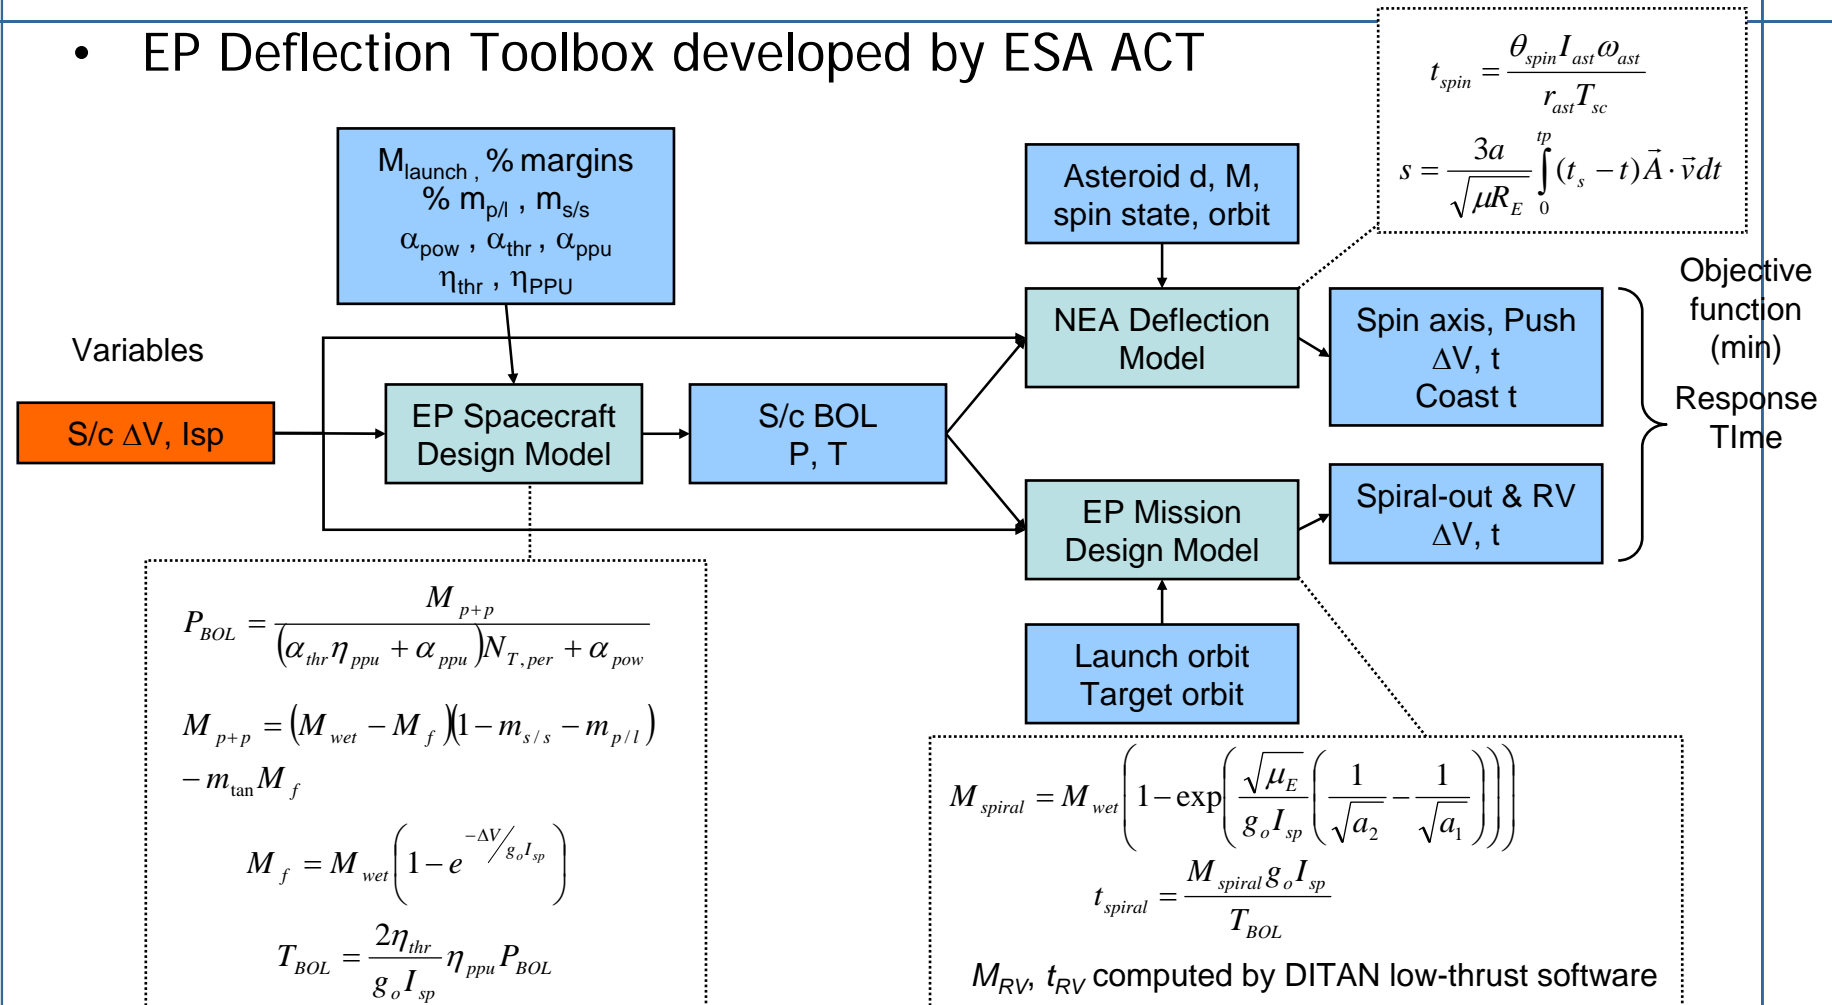 • EP Deflection Toolbox developed by ESA ACT
t_spin = θ_spin I_ast ω_ast / r_ast T_sc
s = 3a / √(μR_E) ∫_0^tp (t_s − t) A⃗ · v⃗ dt
M_launch , % margins
% m_p/l , m_s/s
α_pow , α_thr , α_ppu
η_thr , η_PPU
Asteroid d, M,
spin state, orbit
Variables
S/c ΔV, Isp
EP Spacecraft
Design Model
S/c BOL
P, T
NEA Deflection
Model
Spin axis, Push
ΔV, t
Coast t
Objective
function
(min)
Response
TIme
EP Mission
Design Model
Spiral-out & RV
ΔV, t
Launch orbit
Target orbit
P_BOL = M_p+p / ((α_thr η_ppu + α_ppu) N_T,per + α_pow)
M_p+p = (M_wet − M_f)(1 − m_s/s − m_p/l)
− m_tan M_f
M_f = M_wet (1 − e^(−ΔV/g_o I_sp))
T_BOL = 2η_thr / g_o I_sp η_ppu P_BOL
M_spiral = M_wet (1 − exp(√μ_E / g_o I_sp (1/√a_2 − 1/√a_1)))
t_spiral = M_spiral g_o I_sp / T_BOL
M_RV, t_RV computed by DITAN low-thrust software